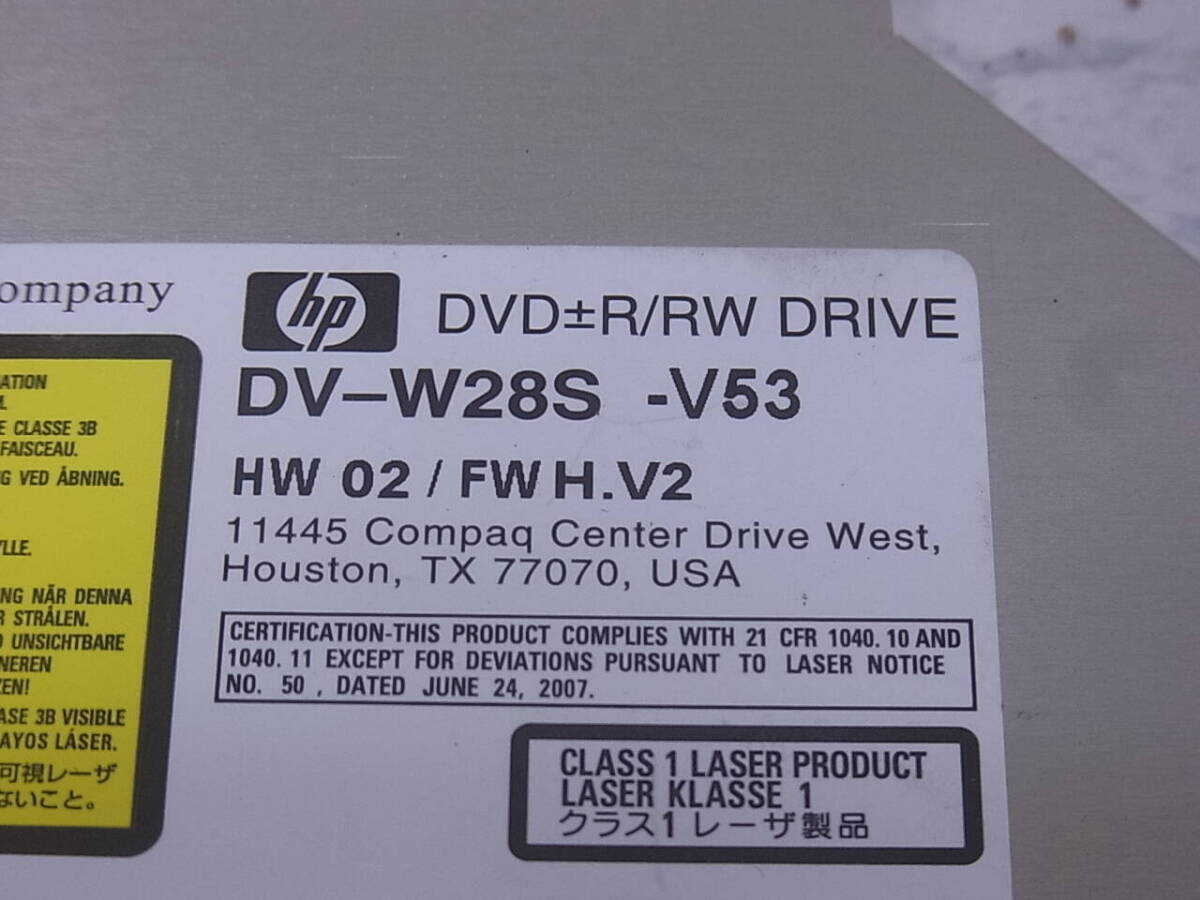 ompany
hp DVD±R/RW DRIVE
DV-W28S -V53
HW 02 / FW H.V2
11445 Compaq Center Drive West,
Houston, TX 77070, USA
CERTIFICATION-THIS PRODUCT COMPLIES WITH 21 CFR 1040.10 AND
1040.11 EXCEPT FOR DEVIATIONS PURSUANT TO LASER NOTICE
NO. 50 , DATED JUNE 24, 2007.
CLASS 1 LASER PRODUCT
LASER KLASSE 1
クラス1 レーザ製品
ATION
E CLASSE 3B
FAISCEAU.
G VED ÅBNING.
LLE.
NG NÄR DENNA
R STRÅLEN.
UNSICHTBARE
NEREN
ZEN!
ASE 3B VISIBLE
AYOS LÁSER.
可視レーザ
ないこと。